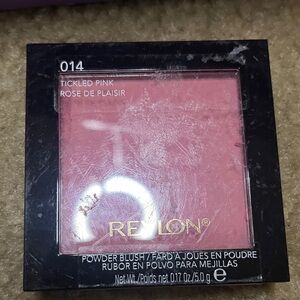 014
TICKLED PINK
ROSE DE PLAISIR
REVLON®
POWDER BLUSH / FARD À JOUES EN POUDRE
RUBOR EN POLVO PARA MEJILLAS
Net Wt./Poids net 0.17 Oz./5.0 g e